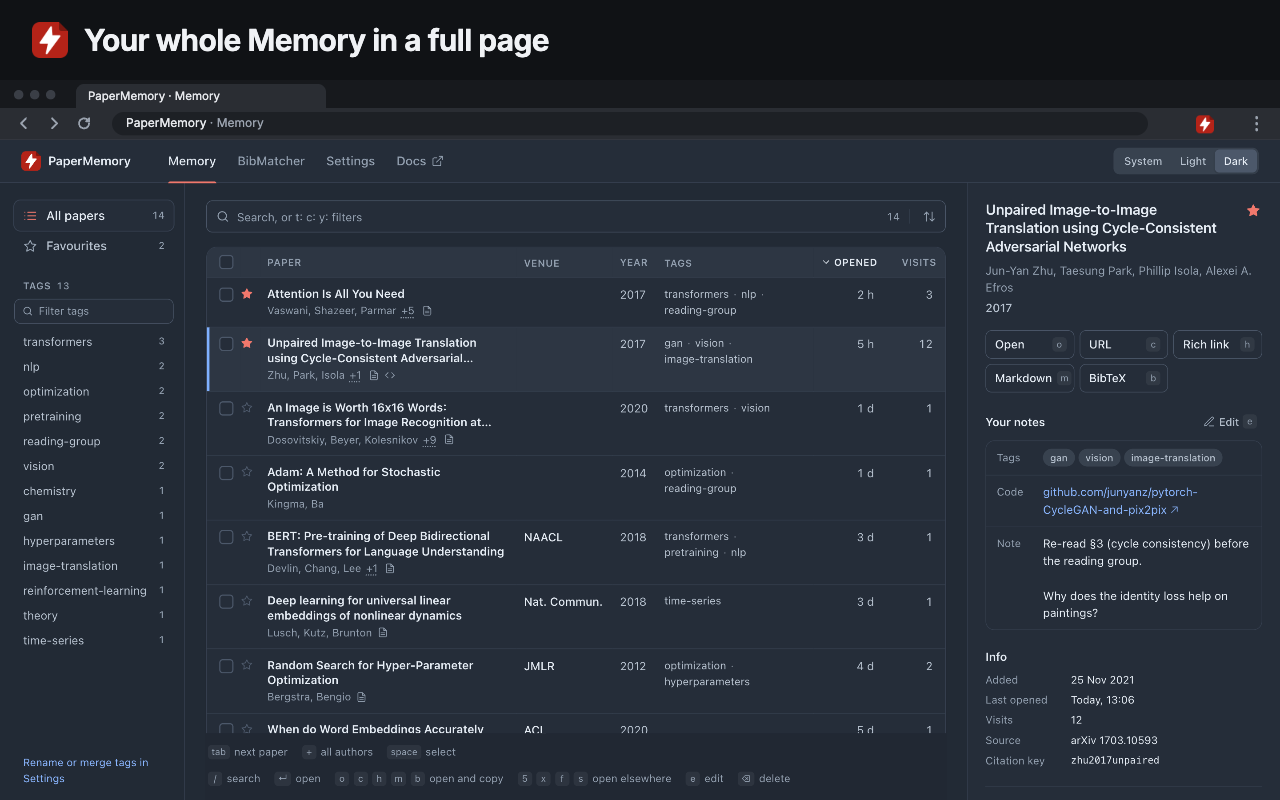 Your whole Memory in a full page
PaperMemory · Memory
PaperMemory · Memory
PaperMemory
Memory
BibMatcher
Settings
Docs
System
Light
Dark
All papers 14
Favourites 2
TAGS 13
Filter tags
transformers 3
nlp 2
optimization 2
pretraining 2
reading-group 2
vision 2
chemistry 1
gan 1
hyperparameters 1
image-translation 1
reinforcement-learning 1
theory 1
time-series 1
Rename or merge tags in
Settings
Search, or t: c: y: filters 14
PAPER VENUE YEAR TAGS OPENED VISITS
Attention Is All You Need 2017 transformers · nlp · 2 h 3
Vaswani, Shazeer, Parmar +5 reading-group
Unpaired Image-to-Image Translation 2017 gan · vision · 5 h 12
using Cycle-Consistent Adversarial... image-translation
Zhu, Park, Isola +1
An Image is Worth 16x16 Words: 2020 transformers · vision 1 d 1
Transformers for Image Recognition at...
Dosovitskiy, Beyer, Kolesnikov +9
Adam: A Method for Stochastic 2014 optimization · 1 d 1
Optimization reading-group
Kingma, Ba
BERT: Pre-training of Deep Bidirectional NAACL 2018 transformers · 3 d 1
Transformers for Language Understanding pretraining · nlp
Devlin, Chang, Lee +1
Deep learning for universal linear Nat. Commun. 2018 time-series 3 d 1
embeddings of nonlinear dynamics
Lusch, Kutz, Brunton
Random Search for Hyper-Parameter JMLR 2012 optimization · 4 d 2
Optimization hyperparameters
Bergstra, Bengio
When do Word Embeddings Accurately ACL 2020 5 d 1
tab next paper + all authors space select
/ search ↵ open o c h m b open and copy 5 x f s open elsewhere e edit ⌫ delete
Unpaired Image-to-Image
Translation using Cycle-Consistent
Adversarial Networks
Jun-Yan Zhu, Taesung Park, Phillip Isola, Alexei A.
Efros
2017
Open o URL c Rich link h
Markdown m BibTeX b
Your notes Edit e
Tags gan vision image-translation
Code github.com/junyanz/pytorch-
CycleGAN-and-pix2pix ↗
Note Re-read §3 (cycle consistency) before
the reading group.
Why does the identity loss help on
paintings?
Info
Added 25 Nov 2021
Last opened Today, 13:06
Visits 12
Source arXiv 1703.10593
Citation key zhu2017unpaired